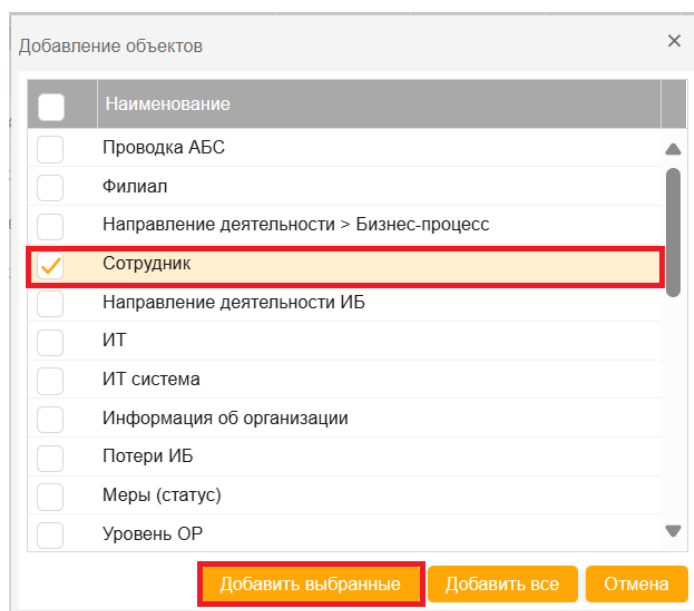 Добавление объектов
Наименование
Проводка АБС
Филиал
Направление деятельности > Бизнес-процесс
Сотрудник
Направление деятельности ИБ
ИТ
ИТ система
Информация об организации
Потери ИБ
Меры (статус)
Уровень ОР
Добавить выбранные Добавить все Отмена